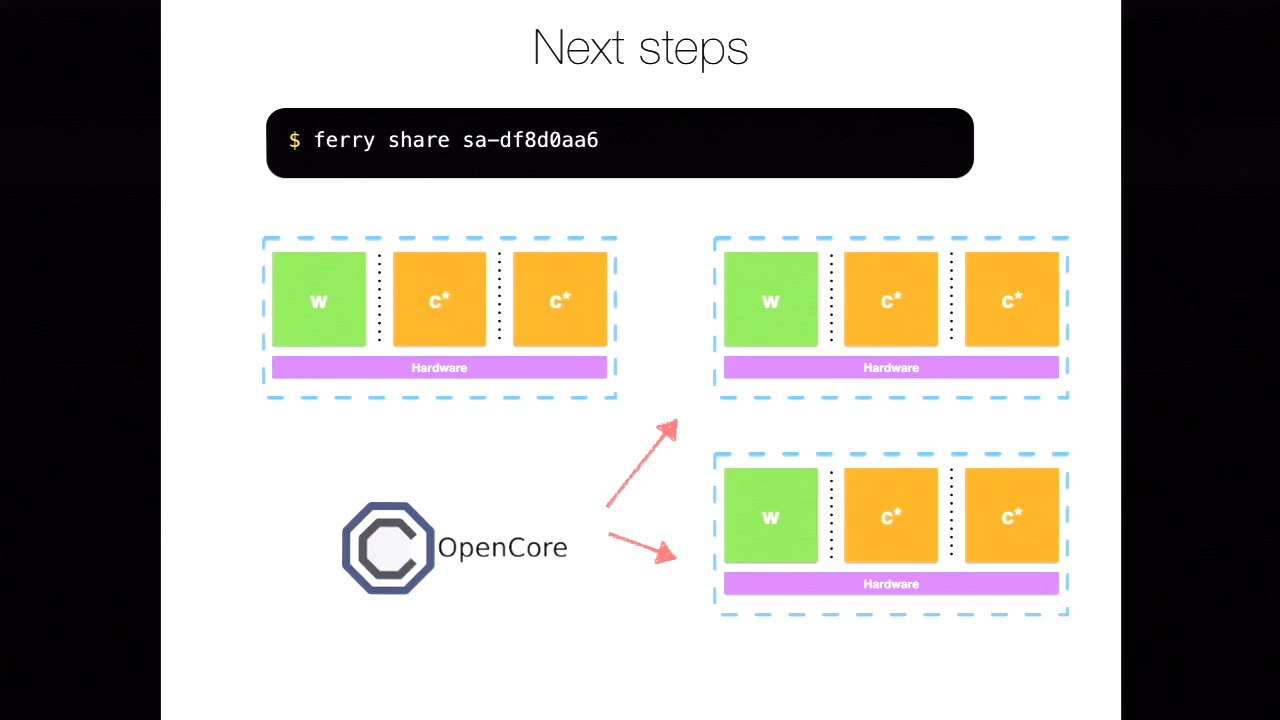 Next steps
$ ferry share sa-df8d0aa6
w c* c*
Hardware
w c* c*
Hardware
OpenCore
w c* c*
Hardware